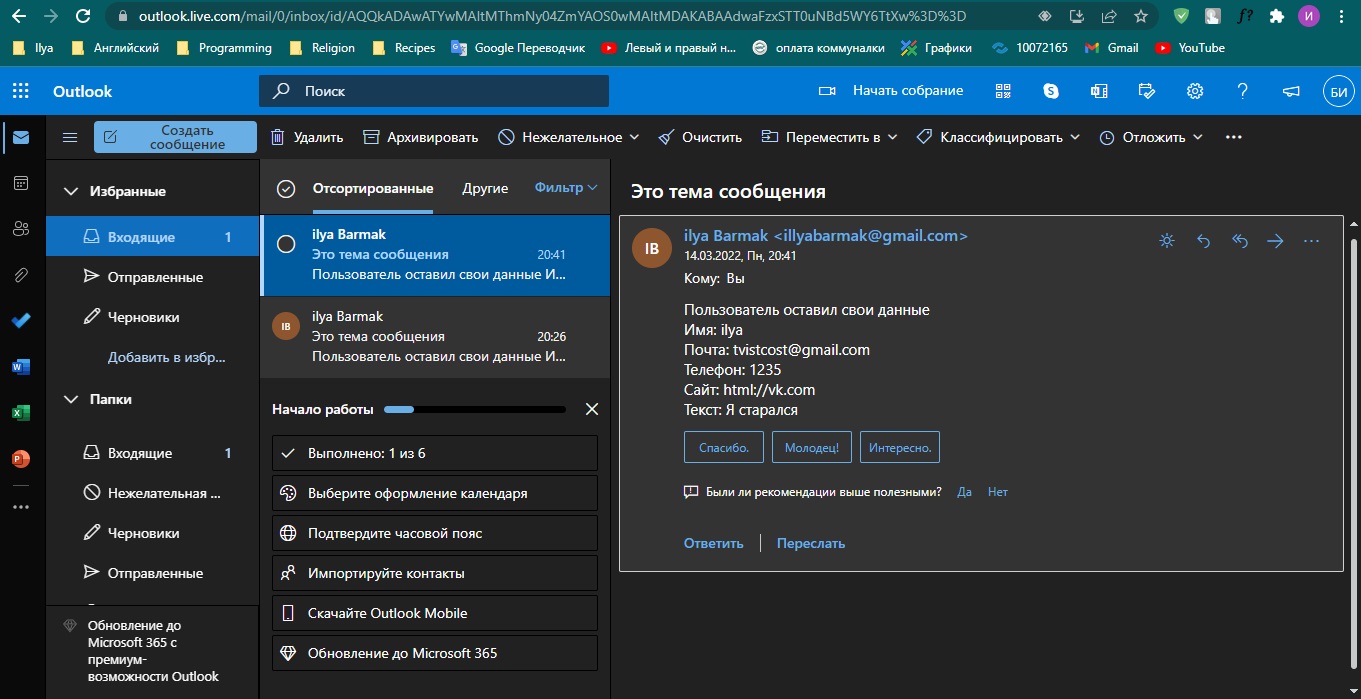 outlook.live.com/mail/0/inbox/id/AQQkADAwATYwMAItMThmNy04ZmYAOS0wMAItMDAKABAAdwaFzxSTT0uNBd5WY6TtXw%3D%3D
f?
И
Ilya Английский Programming Religion Recipes Google Переводчик Левый и правый н... оплата коммуналки Графики 10072165 Gmail YouTube
Outlook
Поиск
Начать собрание
БИ
Создать
сообщение
Удалить Архивировать Нежелательное Очистить Переместить в Классифицировать Отложить
Избранные
Входящие 1
Отправленные
Черновики
Добавить в избр...
Папки
Входящие 1
Нежелательная ...
Черновики
Отправленные
Обновление до
Microsoft 365 с
премиум-
возможности Outlook
Отсортированные Другие Фильтр
ilya Barmak
Это тема сообщения 20:41
Пользователь оставил свои данные И...
IB
ilya Barmak
Это тема сообщения 20:26
Пользователь оставил свои данные И...
Начало работы
Выполнено: 1 из 6
Выберите оформление календаря
Подтвердите часовой пояс
Импортируйте контакты
Скачайте Outlook Mobile
Обновление до Microsoft 365
Это тема сообщения
IB
ilya Barmak <illyabarmak@gmail.com>
14.03.2022, Пн, 20:41
Кому: Вы
Пользователь оставил свои данные
Имя: ilya
Почта: tvistcost@gmail.com
Телефон: 1235
Сайт: html://vk.com
Текст: Я старался
Спасибо. Молодец! Интересно.
Были ли рекомендации выше полезными? Да Нет
Ответить Переслать